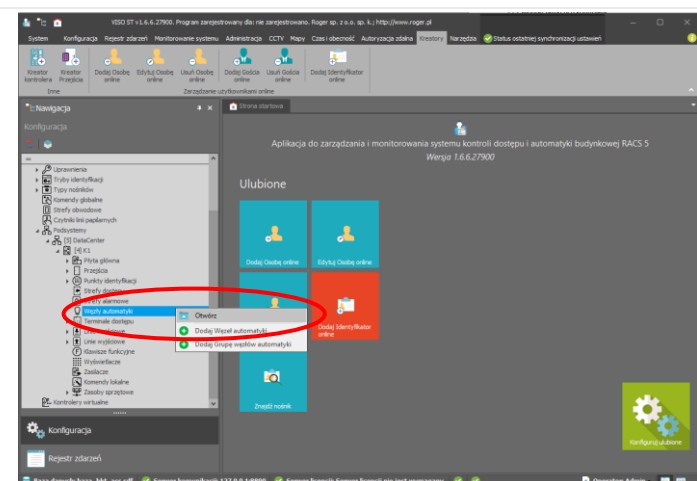 VISO ST v1.6.6.27900. Program zarejestrowany dla: nie zarejestrowano. Roger sp. z o.o. sp. k.; http://www.roger.pl
System Konfiguracja Rejestr zdarzeń Monitorowanie systemu Administracja CCTV Mapy Czas i obecność Autoryzacja zdalna Kreatory Narzędzia Status ostatniej synchronizacji ustawień
Kreator kontrolera
Kreator Przejścia
Dodaj Osobę online
Edytuj Osobę online
Usuń Osobę online
Dodaj Gościa online
Usuń Gościa online
Dodaj Identyfikator online
Inne
Zarządzanie użytkownikami online
Nawigacja
Strona startowa
Konfiguracja
Uprawnienia
Tryby identyfikacji
Typy nośników
Komendy globalne
Strefy obwodowe
Czytniki linii papilarnych
Podsystemy
[5] DataCenter
[4] K1
Płyta główna
Przejścia
Punkty identyfikacji
Strefy dostępu
Strefy alarmowe
Węzły automatyki
Terminale dostępu
Linie wejściowe
Linie wyjściowe
Klawisze funkcyjne
Wyświetlacze
Zasilacze
Komendy lokalne
Zasoby sprzętowe
Kontrolery wirtualne
Otwórz
Dodaj Węzeł automatyki
Dodaj Grupę węzłów automatyki
Konfiguracja
Rejestr zdarzeń
Aplikacja do zarządzania i monitorowania systemu kontroli dostępu i automatyki budynkowej RACS 5
Wersja 1.6.6.27900
Ulubione
Dodaj Osobę online
Edytuj Osobę online
Dodaj Identyfikator online
Znajdź nośnik
Konfiguruj ulubione